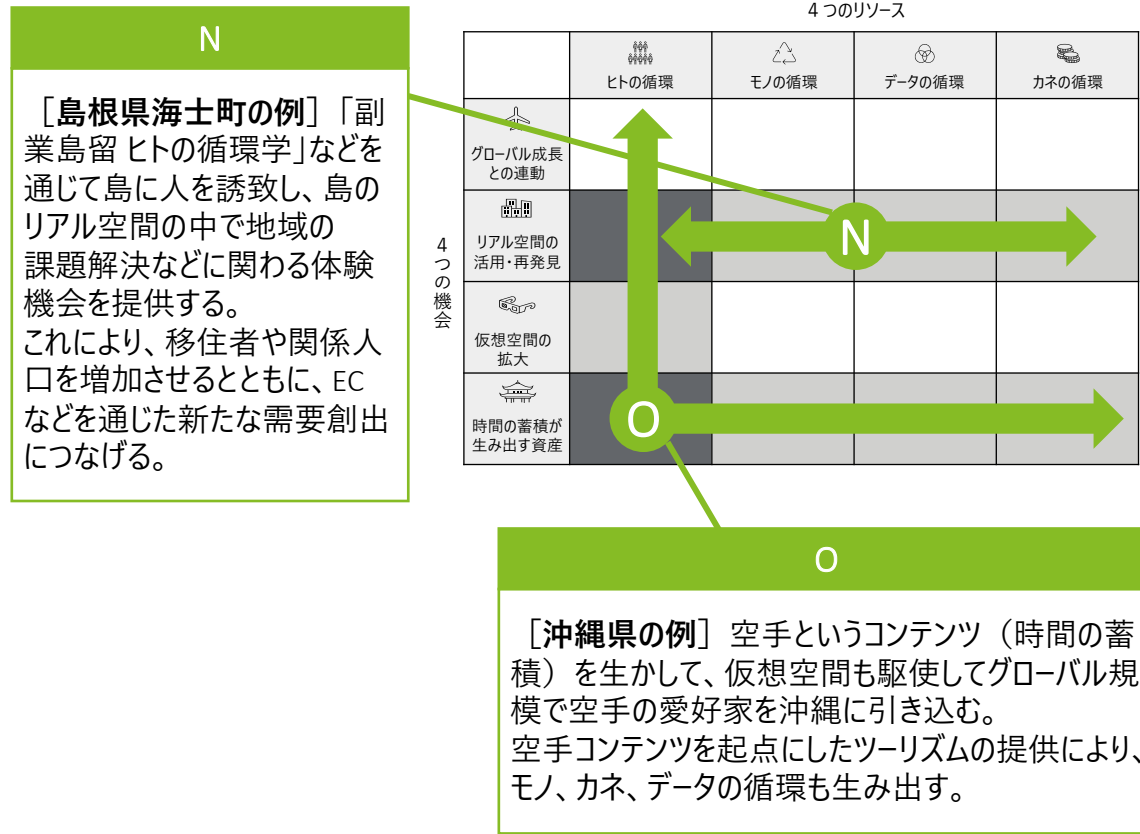 N
［島根県海士町の例］「副
業島留 ヒトの循環学」などを
通じて島に人を誘致し、島の
リアル空間の中で地域の
課題解決などに関わる体験
機会を提供する。
これにより、移住者や関係人
口を増加させるとともに、EC
などを通じた新たな需要創出
につなげる。
4 つのリソース
ヒトの循環
モノの循環
データの循環
カネの循環
4つの機会
グローバル成長
との連動
リアル空間の
活用・再発見
仮想空間の
拡大
時間の蓄積が
生み出す資産
N
O
O
［沖縄県の例］空手というコンテンツ（時間の蓄
積）を生かして、仮想空間も駆使してグローバル規
模で空手の愛好家を沖縄に引き込む。
空手コンテンツを起点にしたツーリズムの提供により、
モノ、カネ、データの循環も生み出す。